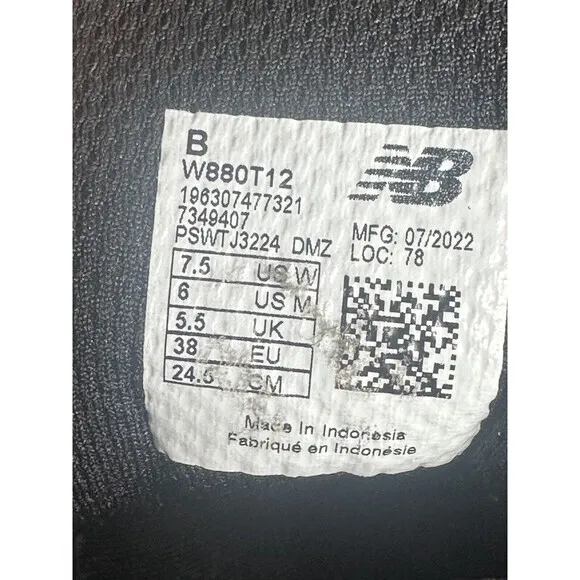 B
W880T12
196307477321
7349407
PSWTJ3224 DMZ
NB
MFG: 07/2022
LOC: 78
7.5 US W
6 US M
5.5 UK
38 EU
24.5 CM
Made In Indonesia
Fabriqué en Indonésie